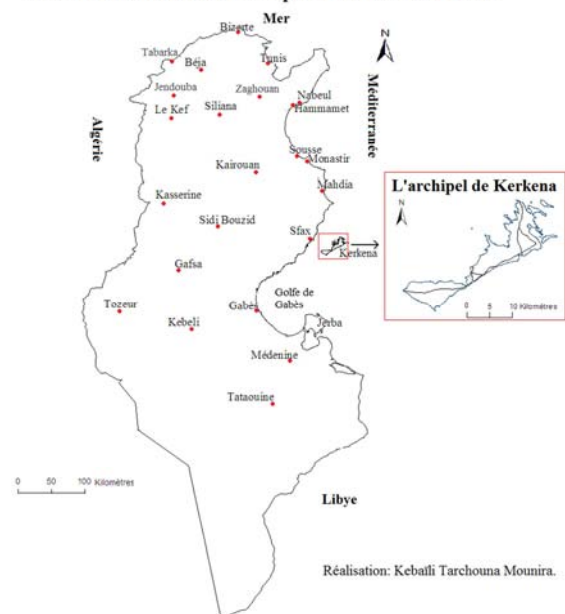 Mer
Bizerte
Tabarka
Béja
Tunis
Jendouba
Zaghouan
Nabeul
Hammamet
Le Kef
Siliana
Algérie
Méditerranée
Sousse
Monastir
Kairouan
Mahdia
Kasserine
Sidi Bouzid
Sfax
Kerkena
L'archipel de Kerkena
N
N
0 5 10 Kilomètres
Gafsa
Golfe de
Gabès
Tozeur
Gabès
Kebeli
Jerba
Médenine
Tataouine
0 50 100 Kilomètres
Libye
Réalisation: Kebaïli Tarchouna Mounira.